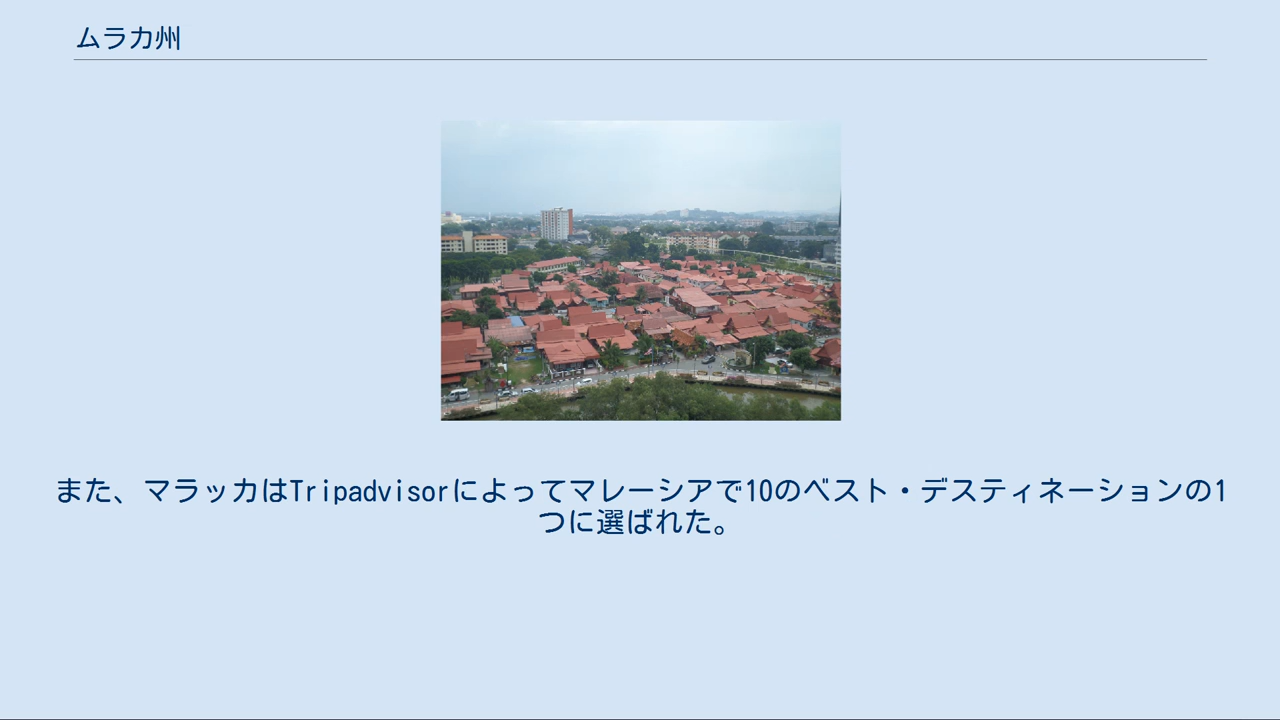 ムラカ州
また、マラッカはTripadvisorによってマレーシアで10のベスト・デスティネーションの1
つに選ばれた。